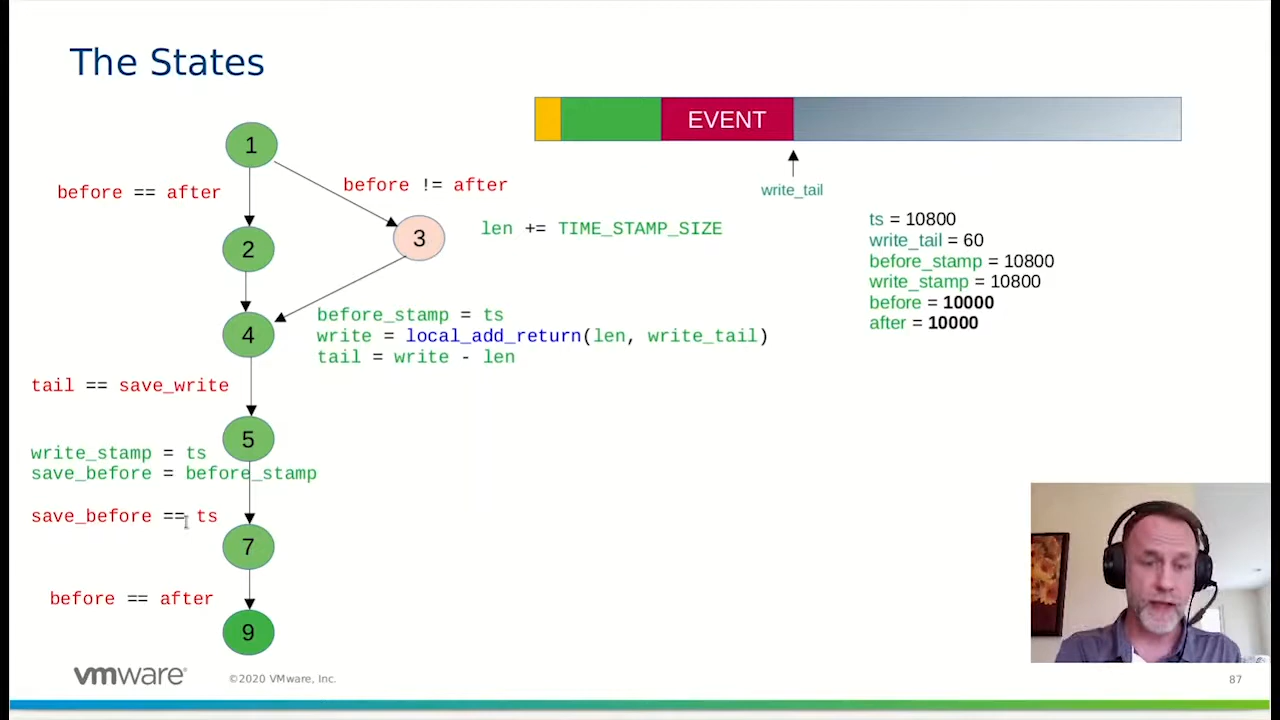 The States
EVENT
1
before == after
before != after
write_tail
2
3
len += TIME_STAMP_SIZE
ts = 10800
write_tail = 60
before_stamp = 10800
write_stamp = 10800
before = 10000
after = 10000
4
before_stamp = ts
write = local_add_return(len, write_tail)
tail = write - len
tail == save_write
5
write_stamp = ts
save_before = before_stamp
save_before == ts
7
before == after
9
vmware®
©2020 VMware, Inc.
87